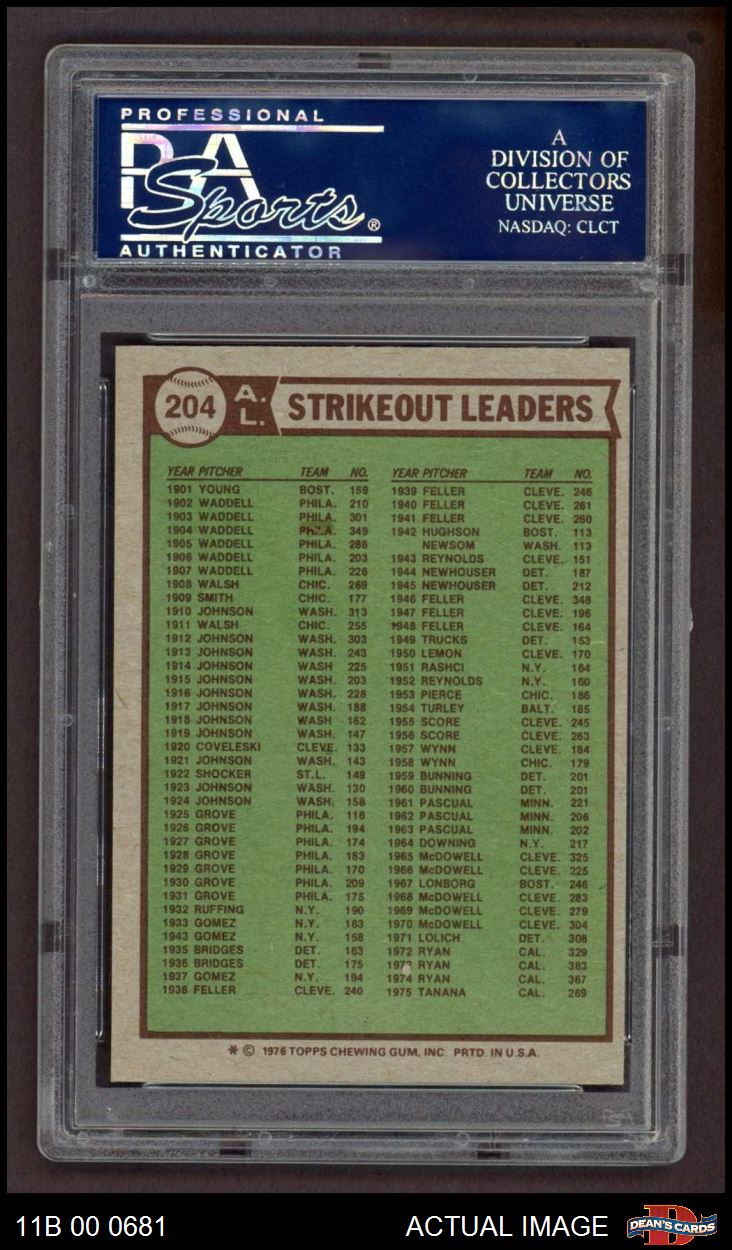 PROFESSIONAL
PSA
Sports®
AUTHENTICATOR
A
DIVISION OF
COLLECTORS
UNIVERSE
NASDAQ: CLCT
204 A.L. STRIKEOUT LEADERS
YEAR PITCHER TEAM NO.
1901 YOUNG BOST. 159
1902 WADDELL PHILA. 210
1903 WADDELL PHILA. 301
1904 WADDELL PHILA. 349
1905 WADDELL PHILA. 286
1906 WADDELL PHILA. 203
1907 WADDELL PHILA. 226
1908 WALSH CHIC. 269
1909 SMITH CHIC. 177
1910 JOHNSON WASH. 313
1911 WALSH CHIC. 255
1912 JOHNSON WASH. 303
1913 JOHNSON WASH. 243
1914 JOHNSON WASH 225
1915 JOHNSON WASH. 203
1916 JOHNSON WASH. 228
1917 JOHNSON WASH. 188
1918 JOHNSON WASH 162
1919 JOHNSON WASH. 147
1920 COVELESKI CLEVE. 133
1921 JOHNSON WASH. 143
1922 SHOCKER ST.L. 149
1923 JOHNSON WASH. 130
1924 JOHNSON WASH. 158
1925 GROVE PHILA. 116
1926 GROVE PHILA. 194
1927 GROVE PHILA. 174
1928 GROVE PHILA. 183
1929 GROVE PHILA. 170
1930 GROVE PHILA. 209
1931 GROVE PHILA. 175
1932 RUFFING N.Y. 190
1933 GOMEZ N.Y. 163
1943 GOMEZ N.Y. 158
1935 BRIDGES DET. 163
1936 BRIDGES DET. 175
1937 GOMEZ N.Y. 194
1938 FELLER CLEVE. 240
YEAR PITCHER TEAM NO.
1939 FELLER CLEVE. 246
1940 FELLER CLEVE. 261
1941 FELLER CLEVE. 260
1942 HUGHSON BOST. 113
NEWSOM WASH. 113
1943 REYNOLDS CLEVE. 151
1944 NEWHOUSER DET. 187
1945 NEWHOUSER DET. 212
1946 FELLER CLEVE. 348
1947 FELLER CLEVE. 196
1948 FELLER CLEVE. 164
1949 TRUCKS DET. 153
1950 LEMON CLEVE. 170
1951 RASHCI N.Y. 164
1952 REYNOLDS N.Y. 160
1953 PIERCE CHIC. 186
1954 TURLEY BALT. 185
1955 SCORE CLEVE. 245
1956 SCORE CLEVE. 263
1957 WYNN CLEVE. 184
1958 WYNN CHIC. 179
1959 BUNNING DET. 201
1960 BUNNING DET. 201
1961 PASCUAL MINN. 221
1962 PASCUAL MINN. 206
1963 PASCUAL MINN. 202
1964 DOWNING N.Y. 217
1965 McDOWELL CLEVE. 325
1966 McDOWELL CLEVE. 225
1967 LONBORG BOST. 246
1968 McDOWELL CLEVE. 283
1969 McDOWELL CLEVE. 279
1970 McDOWELL CLEVE. 304
1971 LOLICH DET. 308
1972 RYAN CAL. 329
1973 RYAN CAL. 383
1974 RYAN CAL. 367
1975 TANANA CAL. 269
* © 1976 TOPPS CHEWING GUM, INC. PRTD. IN U.S.A.
11B 00 0681 ACTUAL IMAGE DEAN'S CARDS